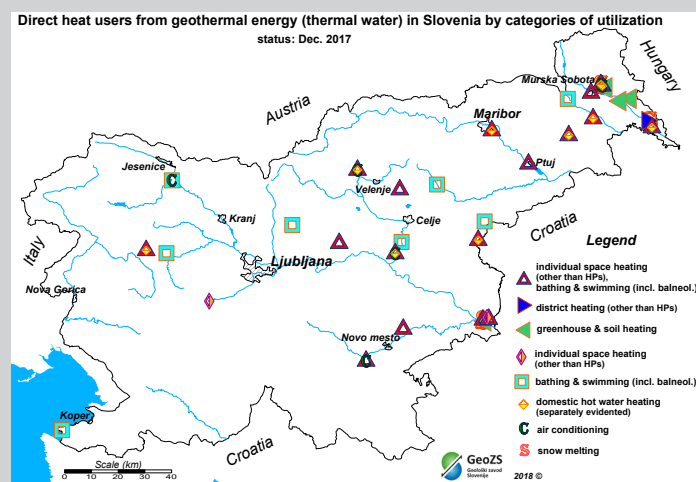 Direct heat users from geothermal energy (thermal water) in Slovenia by categories of utilization
status: Dec. 2017
Hungary
Murska Sobota
Austria
Maribor
Jesenice
Ptuj
Velenje
Kranj
Celje
Croatia
Italy
Ljubljana
Nova Gorica
Novo mesto
Koper
Croatia
Scale (km)
0 10 20 30 40
Legend
individual space heating
(other than HPs),
bathing & swimming (incl. balneol.)
district heating (other than HPs)
greenhouse & soil heating
individual space heating
(other than HPs)
bathing & swimming (incl. balneol.)
domestic hot water heating
(separately evidented)
C air conditioning
S snow melting
GeoZS
Geološki zavod
Slovenije
2018 ©